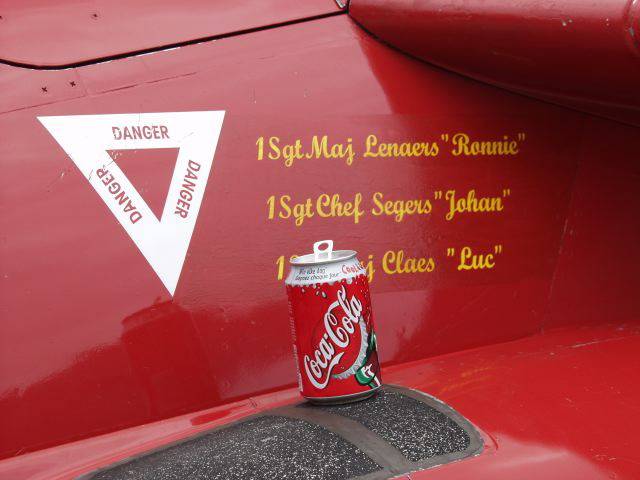 DANGER
DANGER
DANGER
1Sgt Maj Lenaers "Ronnie"
1Sgt Chef Segers "Johan"
j Claes "Luc"
Coca-Cola